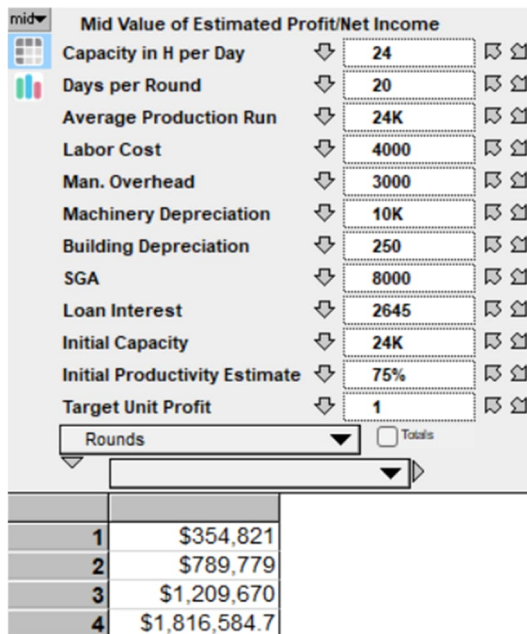 mid
Mid Value of Estimated Profit/Net Income
Capacity in H per Day 24
Days per Round 20
Average Production Run 24K
Labor Cost 4000
Man. Overhead 3000
Machinery Depreciation 10K
Building Depreciation 250
SGA 8000
Loan Interest 2645
Initial Capacity 24K
Initial Productivity Estimate 75%
Target Unit Profit 1
Rounds Totals
1 $354,821
2 $789,779
3 $1,209,670
4 $1,816,584.7